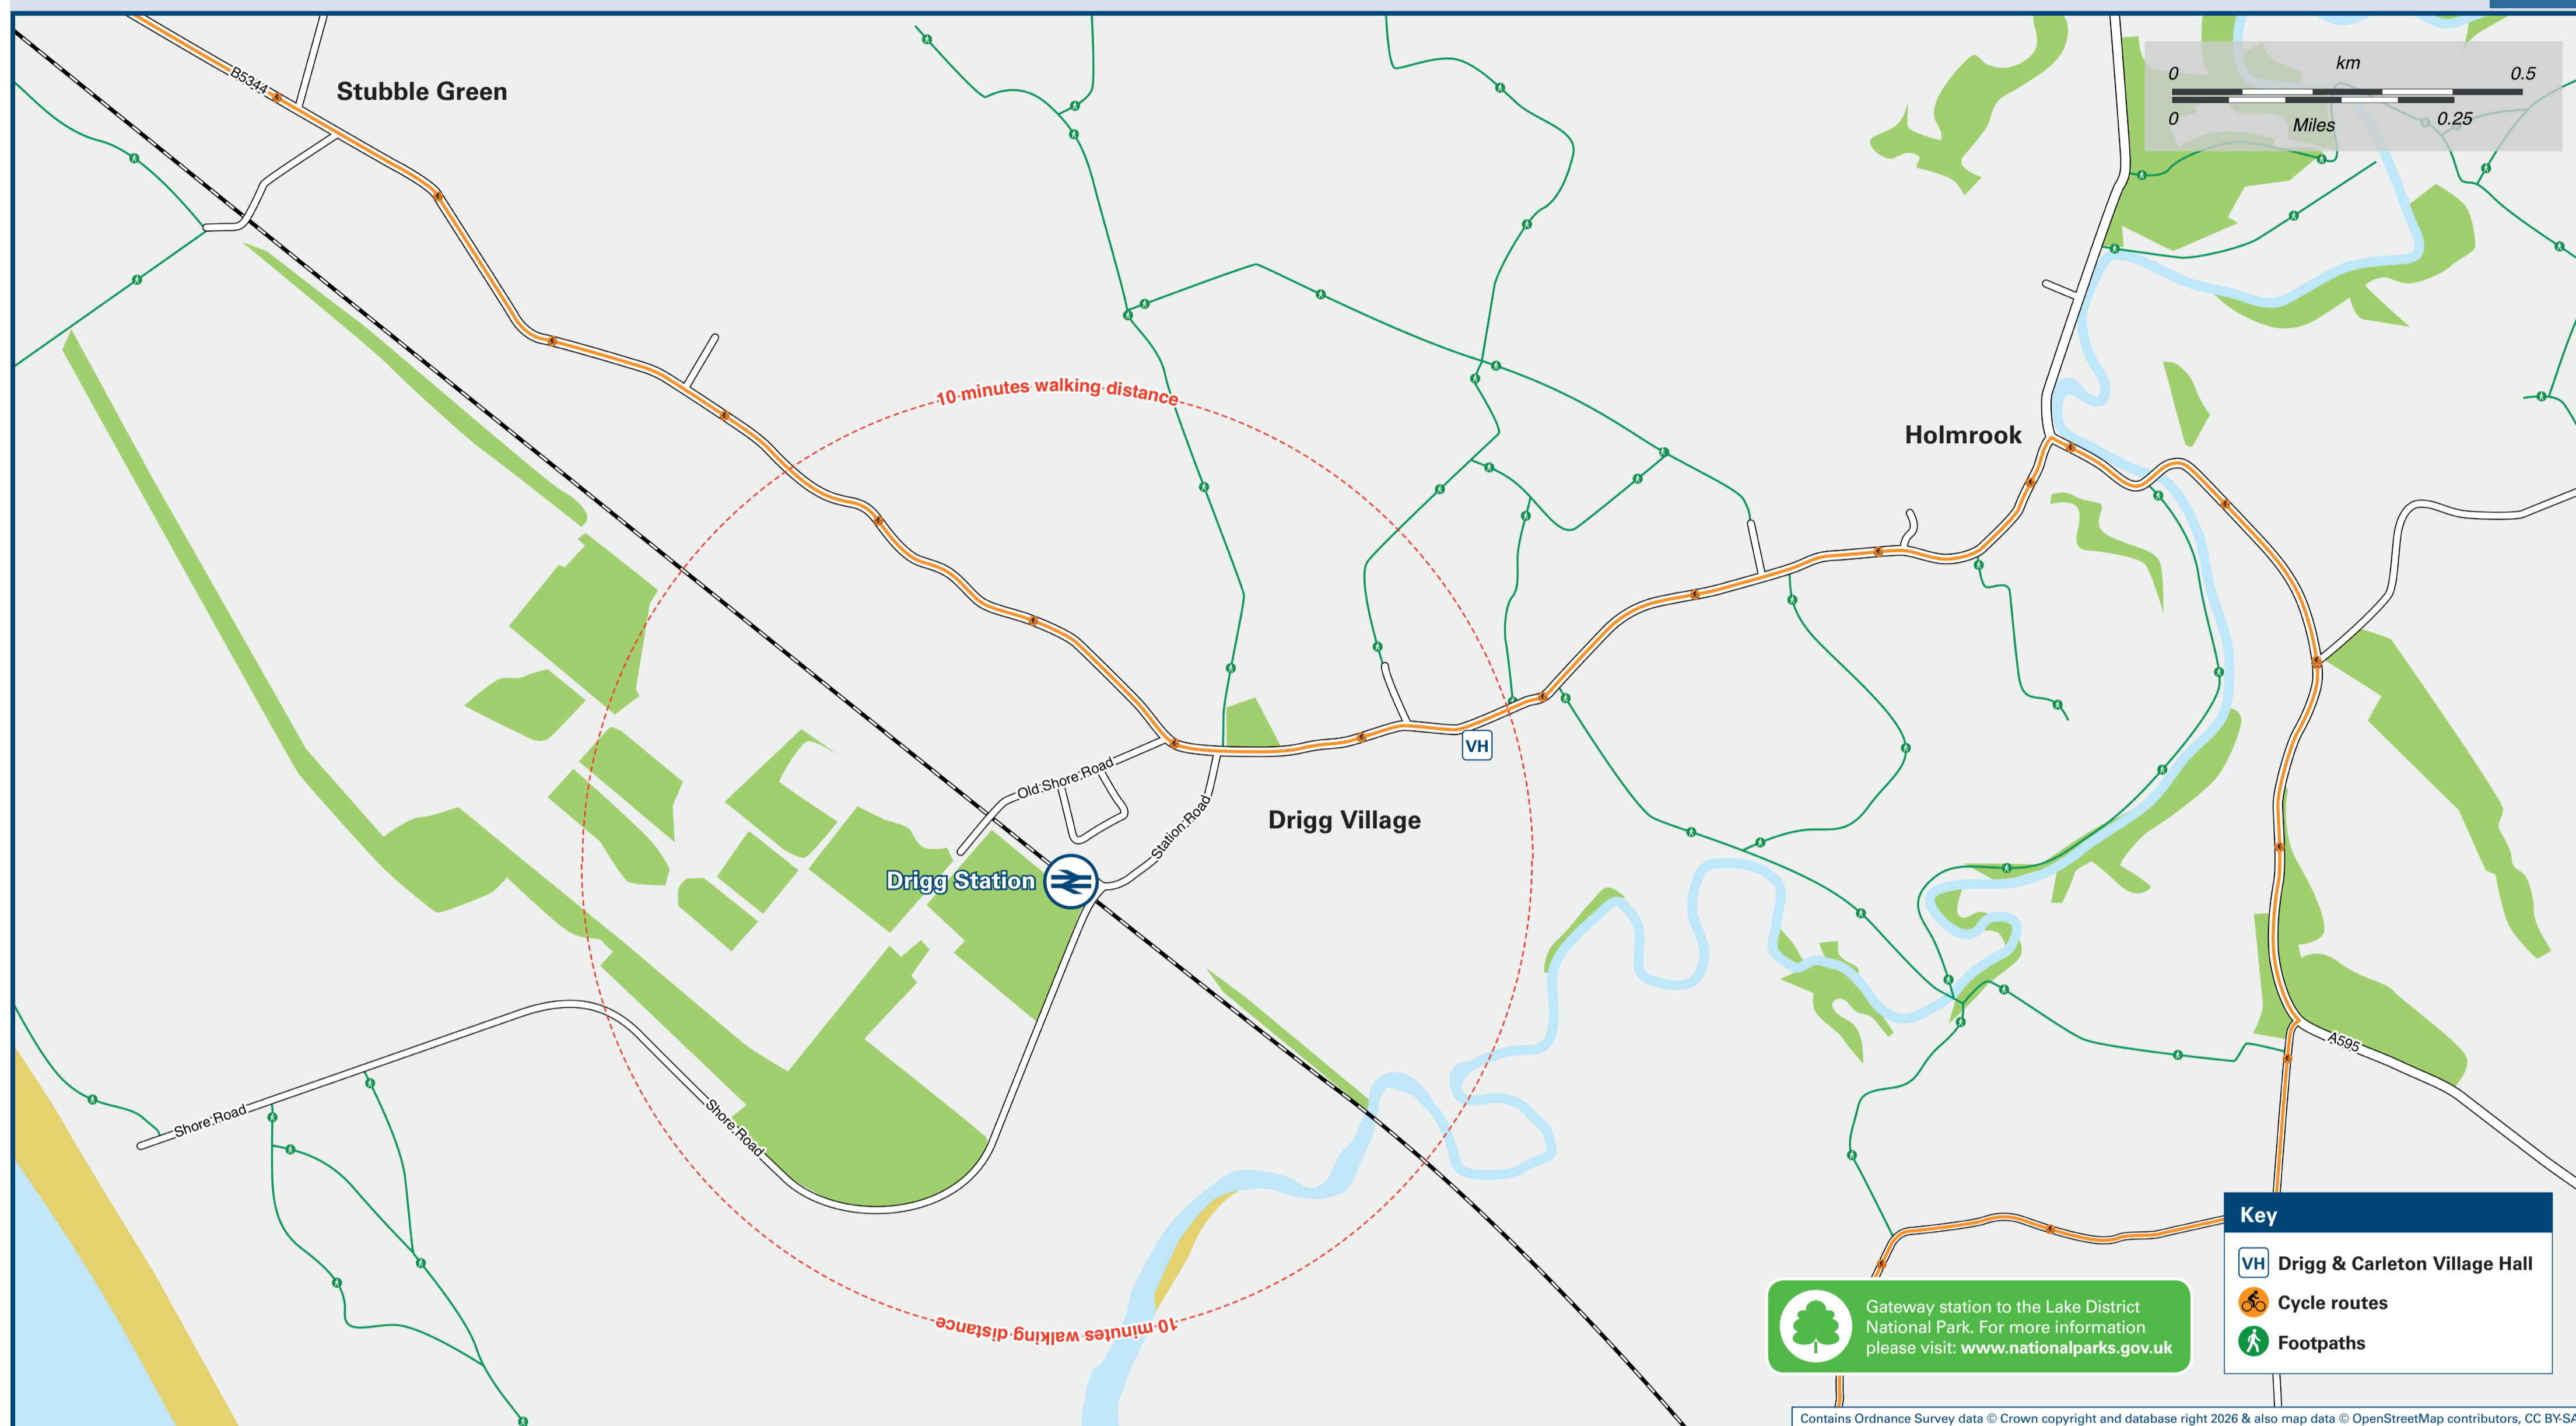 B5344
Stubble Green
km
0
0.5
0
0.25
Miles
10 minutes walking distance
Holmrook
VH
Old Shore Road
Station Road
Drigg Village
Drigg Station
A595
Shore Road
Shore Road
10 minutes walking distance
Key
VH Drigg & Carleton Village Hall
Cycle routes
Footpaths
Gateway station to the Lake District
National Park. For more information
please visit: www.nationalparks.gov.uk
Contains Ordnance Survey data © Crown copyright and database right 2026 & also map data © OpenStreetMap contributors, CC BY-SA